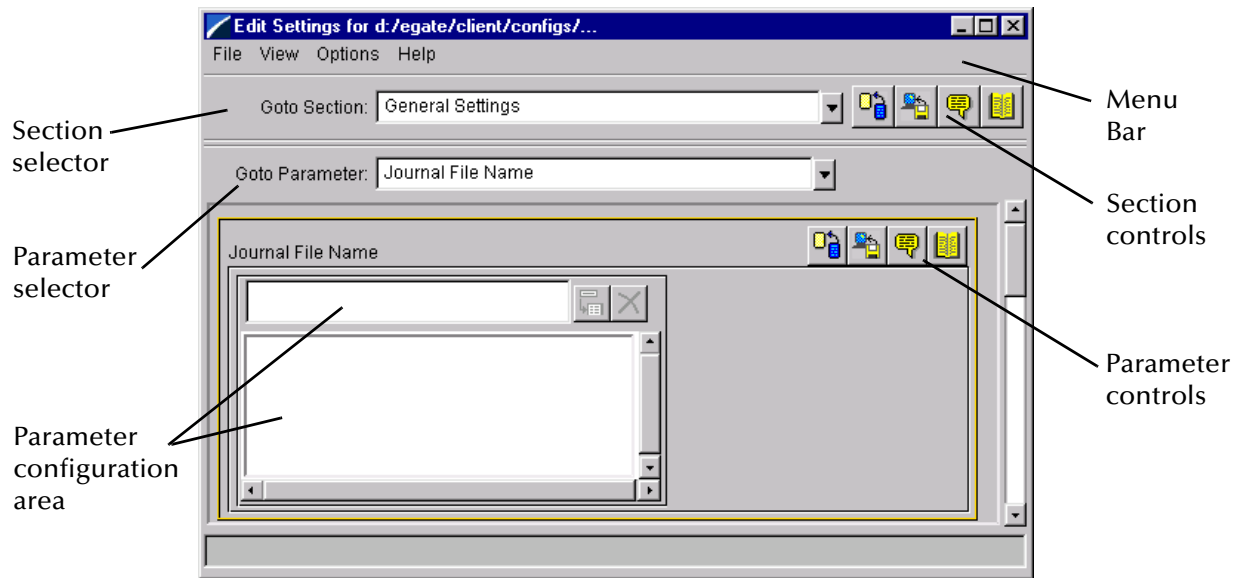 Edit Settings for d:/egate/client/configs/...
File View Options Help
Goto Section: General Settings
Goto Parameter: Journal File Name
Journal File Name
Section
selector
Parameter
selector
Parameter
configuration
area
Menu
Bar
Section
controls
Parameter
controls